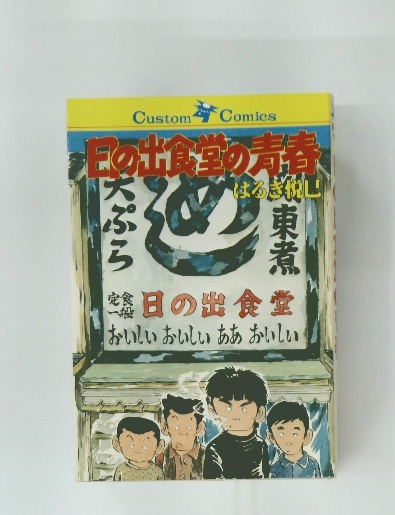 Custom Comics
日の出食堂の青春
はるき悦巳
天ぷら
めし
関東煮
定食
一般
日の出食堂
おいしい おいしい ああ おいしい